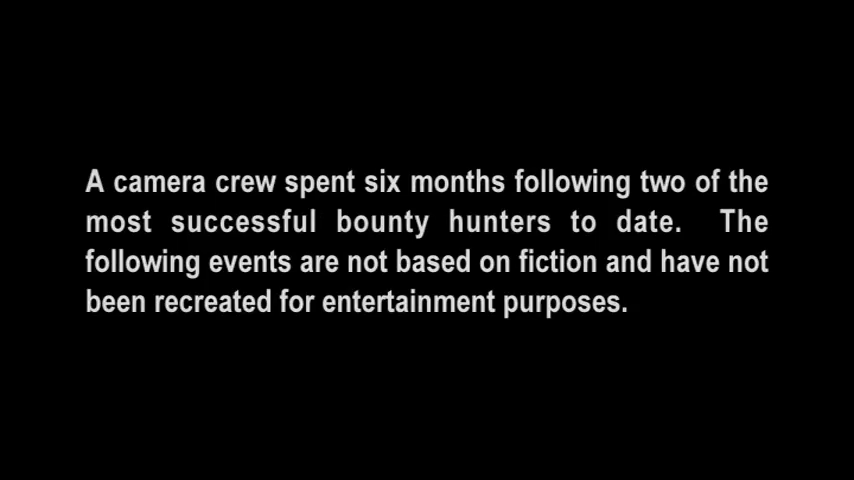 A camera crew spent six months following two of the
most successful bounty hunters to date. The
following events are not based on fiction and have not
been recreated for entertainment purposes.